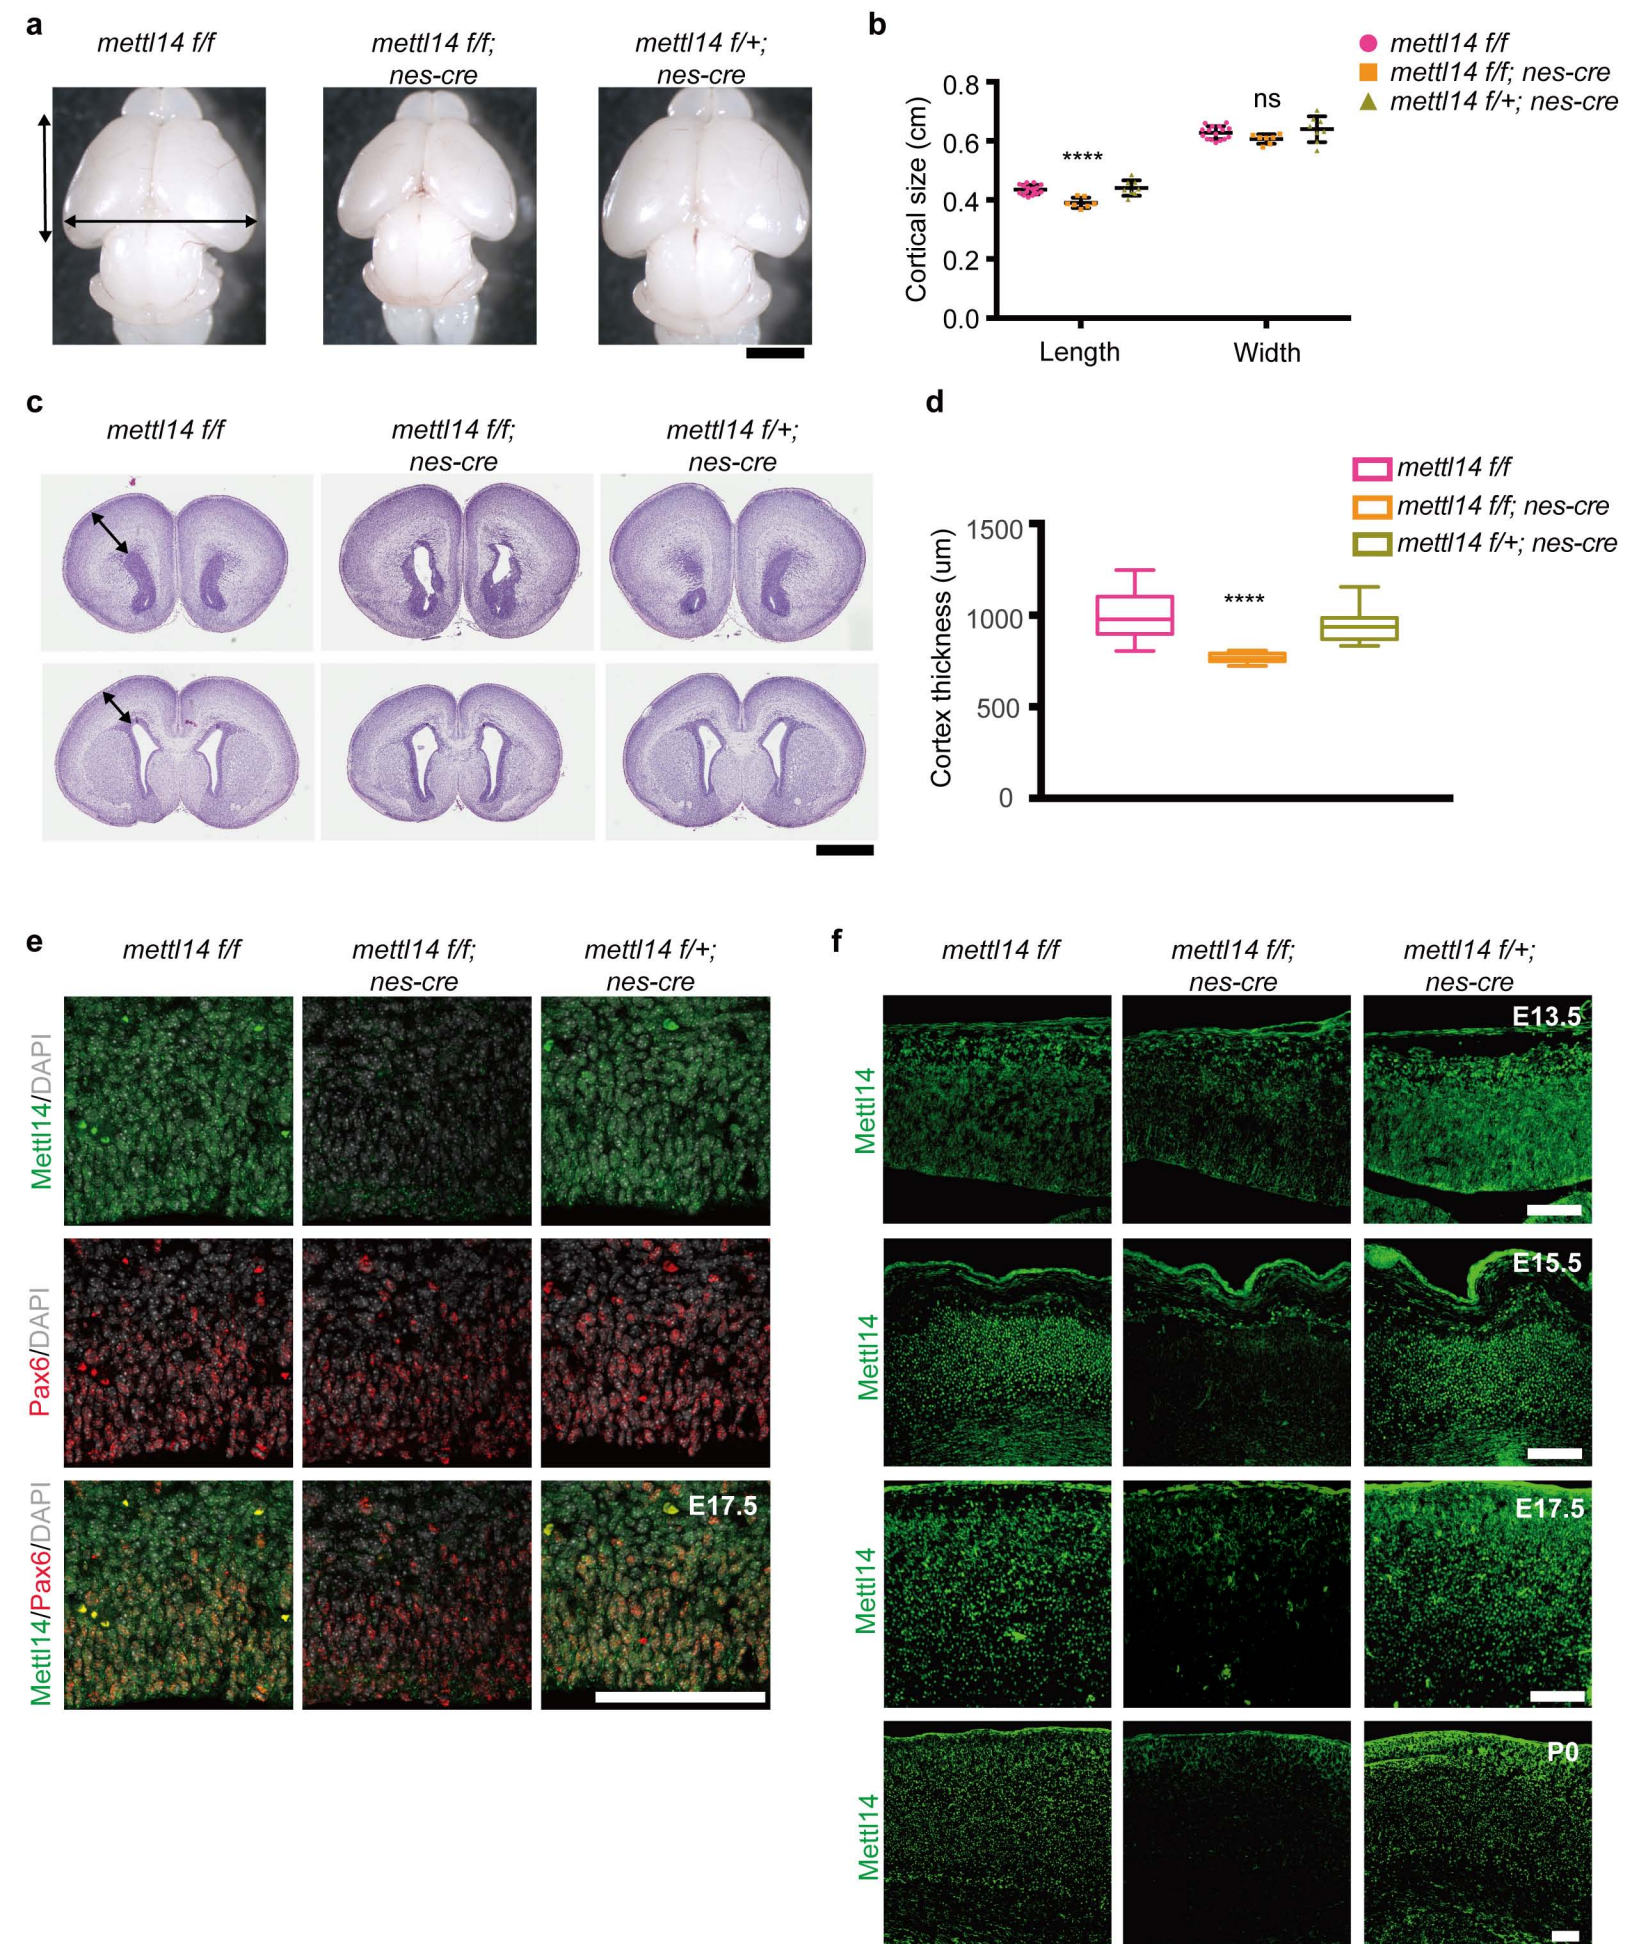 a
mettl14 f/f
mettl14 f/f;
nes-cre
mettl14 f/+;
nes-cre
b
mettl14 f/f
mettl14 f/f; nes-cre
mettl14 f/+; nes-cre
Cortical size (cm)
0.8
0.6
0.4
0.2
0.0
****
ns
Length
Width
c
mettl14 f/f
mettl14 f/f;
nes-cre
mettl14 f/+;
nes-cre
d
mettl14 f/f
mettl14 f/f; nes-cre
mettl14 f/+; nes-cre
Cortex thickness (um)
1500
1000
500
0
****
e
mettl14 f/f
mettl14 f/f;
nes-cre
mettl14 f/+;
nes-cre
Mettl14/DAPI
Pax6/DAPI
Mettl14/Pax6/DAPI
E17.5
f
mettl14 f/f
mettl14 f/f;
nes-cre
mettl14 f/+;
nes-cre
Mettl14
E13.5
Mettl14
E15.5
Mettl14
E17.5
Mettl14
P0